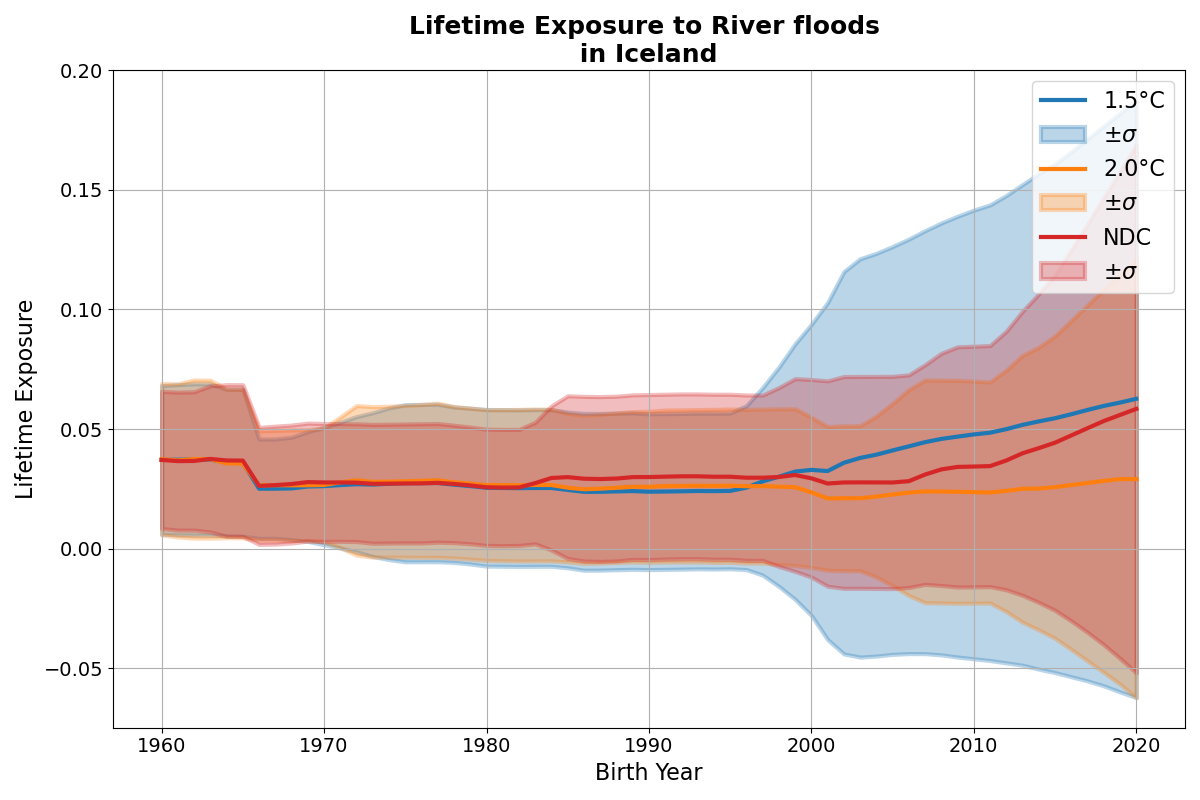 Lifetime Exposure to River floods
in Iceland
0.20
0.15
0.10
0.05
0.00
−0.05
Lifetime Exposure
1.5°C
±σ
2.0°C
±σ
NDC
±σ
1960 1970 1980 1990 2000 2010 2020
Birth Year